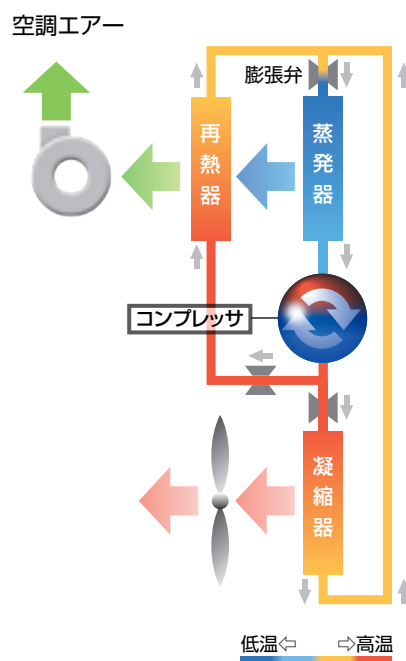 空調エアー
膨張弁
再熱器
蒸発器
コンプレッサ
凝縮器
低温⇦ ⇨高温